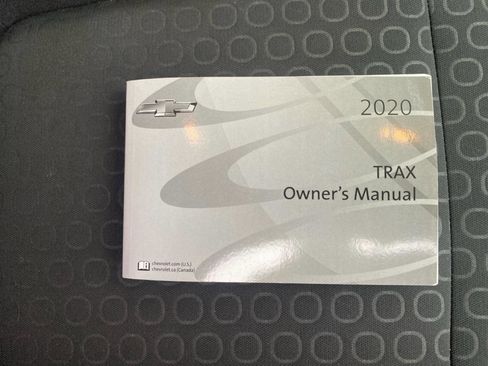 2020
TRAX
Owner's Manual
chevrolet.com (U.S.)
chevrolet.ca (Canada)